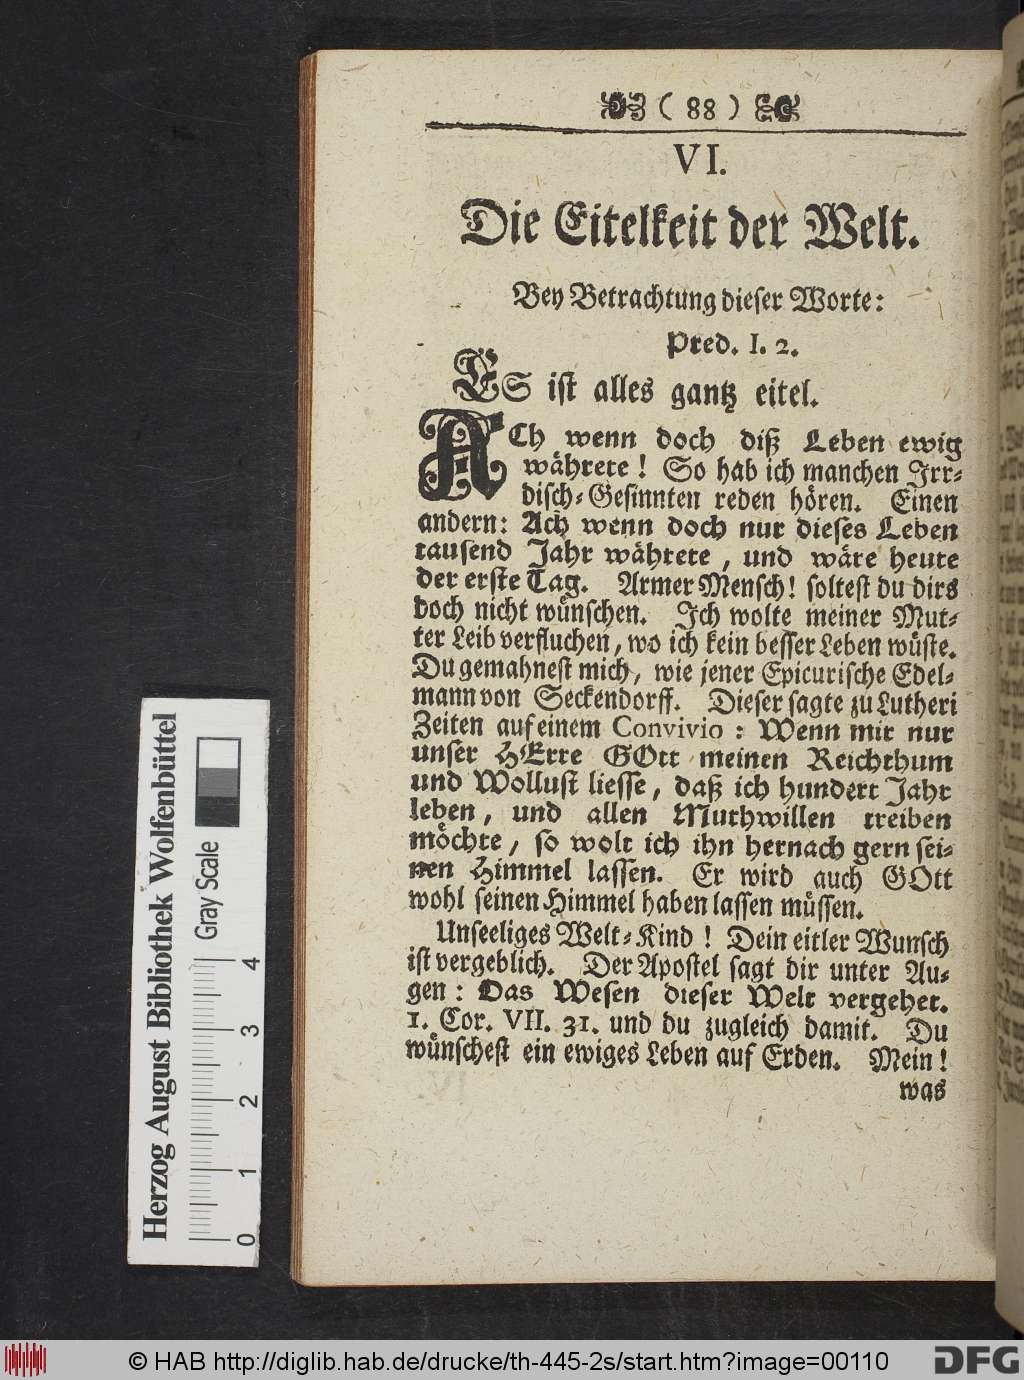 ( 88 )
VI.
Die Eitelkeit der Welt.
Bey Betrachtung dieser Worte:
Pred. I. 2.
ES ist alles gantz eitel.
ACh wenn doch diß Leben ewig
währete! So hab ich manchen Irr-
disch-Gesinnten reden hören. Einen
andern: Ach wenn doch nur dieses Leben
tausend Jahr währete, und wäre heute
der erste Tag. Armer Mensch! soltest du dirs
doch nicht wünschen. Ich wolte meiner Mut-
ter Leib verfluchen, wo ich kein besser Leben wüste.
Du gemahnest mich, wie jener Epicurische Edel-
mann von Seckendorff. Dieser sagte zu Lutheri
Zeiten auf einem Convivio: Wenn mir nur
unser HErre GOtt meinen Reichthum
und Wollust liesse, daß ich hundert Jahr
leben, und allen Muthwillen treiben
möchte, so wolt ich ihn hernach gern sei-
nen Himmel lassen. Er wird auch GOtt
wohl seinen Himmel haben lassen müssen.
Unseeliges Welt-Kind! Dein eitler Wunsch
ist vergeblich. Der Apostel sagt dir unter Au-
gen: Das Wesen dieser Welt vergehet.
1. Cor. VII. 31. und du zugleich damit. Du
wünschest ein ewiges Leben auf Erden. Mein!
was
Herzog August Bibliothek Wolfenbüttel
Gray Scale
0 1 2 3 4
© HAB http://diglib.hab.de/drucke/th-445-2s/start.htm?image=00110
DFG